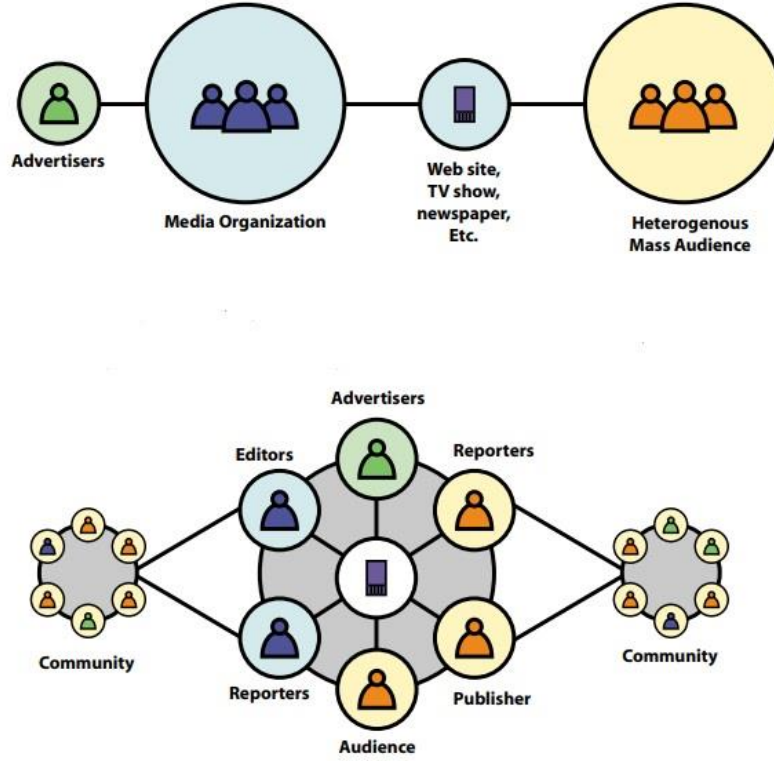 Advertisers
Media Organization
Web site,
TV show,
newspaper,
Etc.
Heterogenous
Mass Audience
Advertisers
Editors
Reporters
Community
Community
Reporters
Publisher
Audience